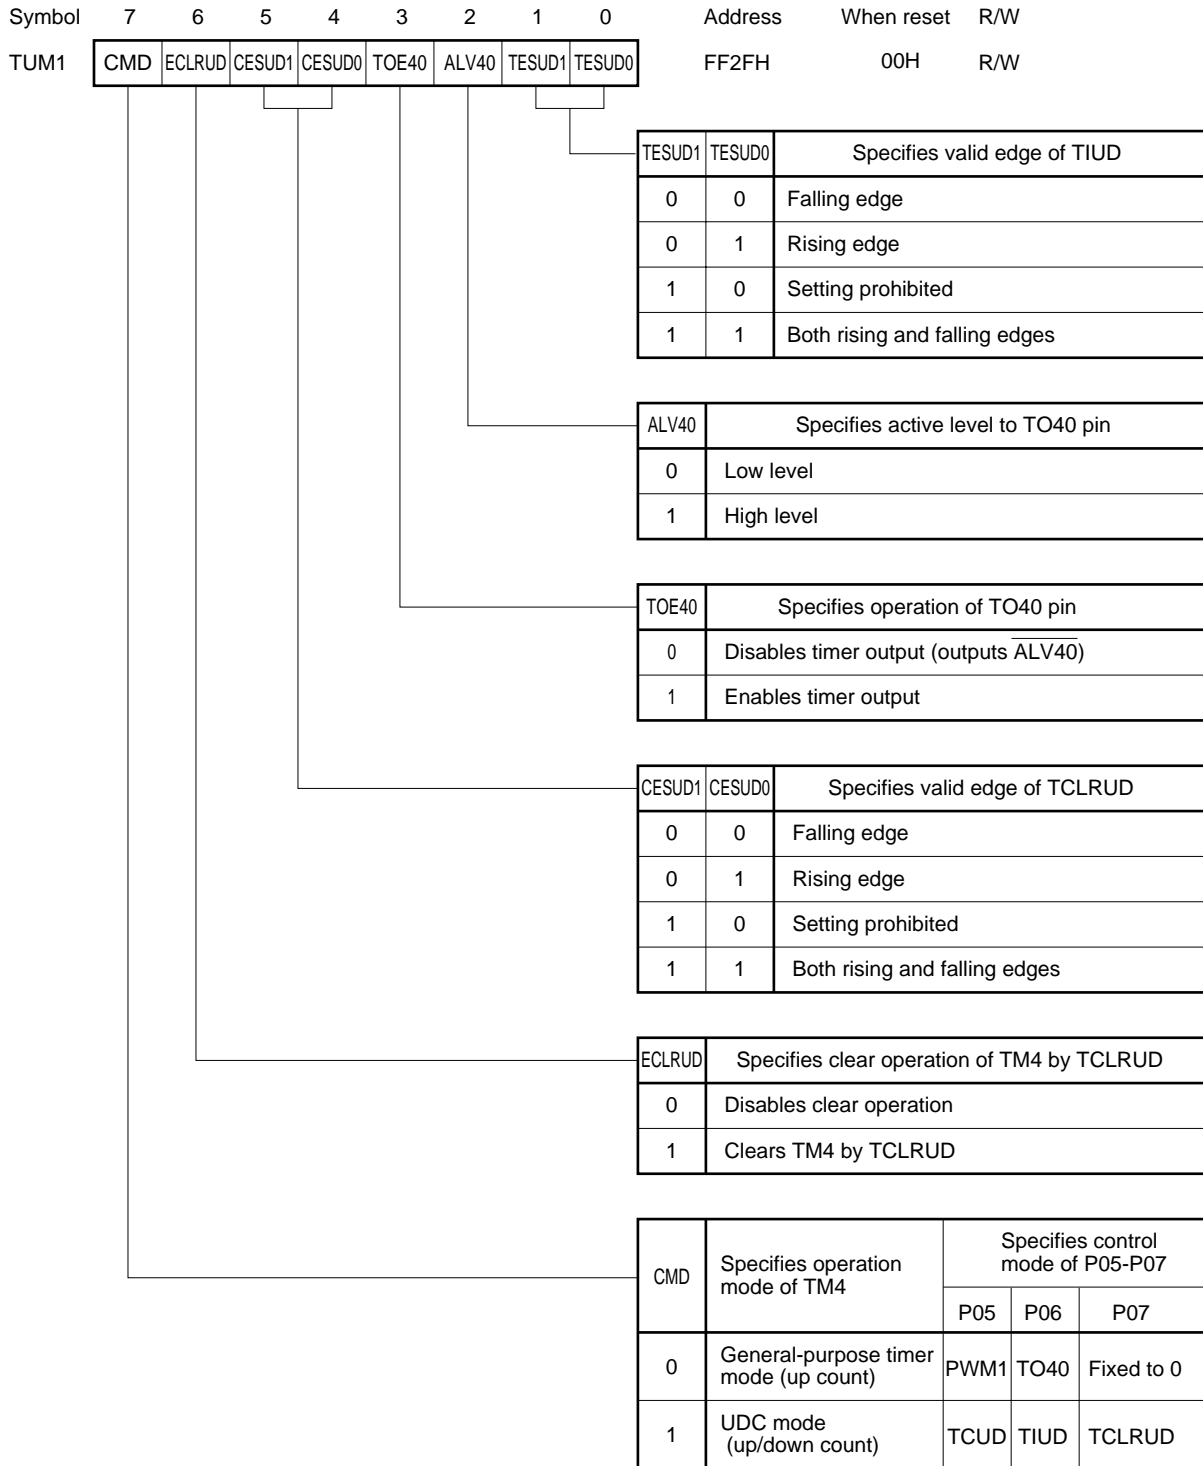 Symbol 7 6 5 4 3 2 1 0 Address When reset R/W
TUM1 CMD ECLRUD CESUD1 CESUD0 TOE40 ALV40 TESUD1 TESUD0 FF2FH 00H R/W
TESUD1 TESUD0 Specifies valid edge of TIUD
0 0 Falling edge
0 1 Rising edge
1 0 Setting prohibited
1 1 Both rising and falling edges
ALV40 Specifies active level to TO40 pin
0 Low level
1 High level
TOE40 Specifies operation of TO40 pin
0 Disables timer output (outputs ALV40)
1 Enables timer output
CESUD1 CESUD0 Specifies valid edge of TCLRUD
0 0 Falling edge
0 1 Rising edge
1 0 Setting prohibited
1 1 Both rising and falling edges
ECLRUD Specifies clear operation of TM4 by TCLRUD
0 Disables clear operation
1 Clears TM4 by TCLRUD
CMD
Specifies operation
mode of TM4
Specifies control
mode of P05-P07
P05 P06 P07
0
General-purpose timer
mode (up count)
PWM1 TO40 Fixed to 0
1
UDC mode
(up/down count)
TCUD TIUD TCLRUD